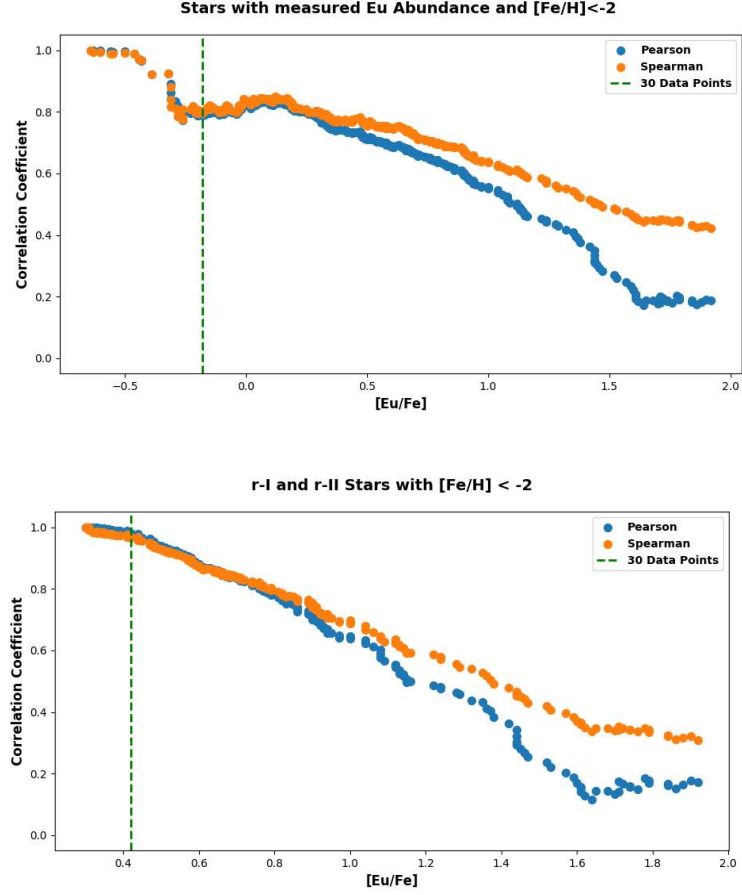 Stars with measured Eu Abundance and [Fe/H]<-2
Correlation Coefficient
1.0
0.8
0.6
0.4
0.2
0.0
Pearson
Spearman
30 Data Points
−0.5 0.0 0.5 1.0 1.5 2.0
[Eu/Fe]
r-I and r-II Stars with [Fe/H] < -2
Correlation Coefficient
1.0
0.8
0.6
0.4
0.2
0.0
Pearson
Spearman
30 Data Points
0.4 0.6 0.8 1.0 1.2 1.4 1.6 1.8 2.0
[Eu/Fe]